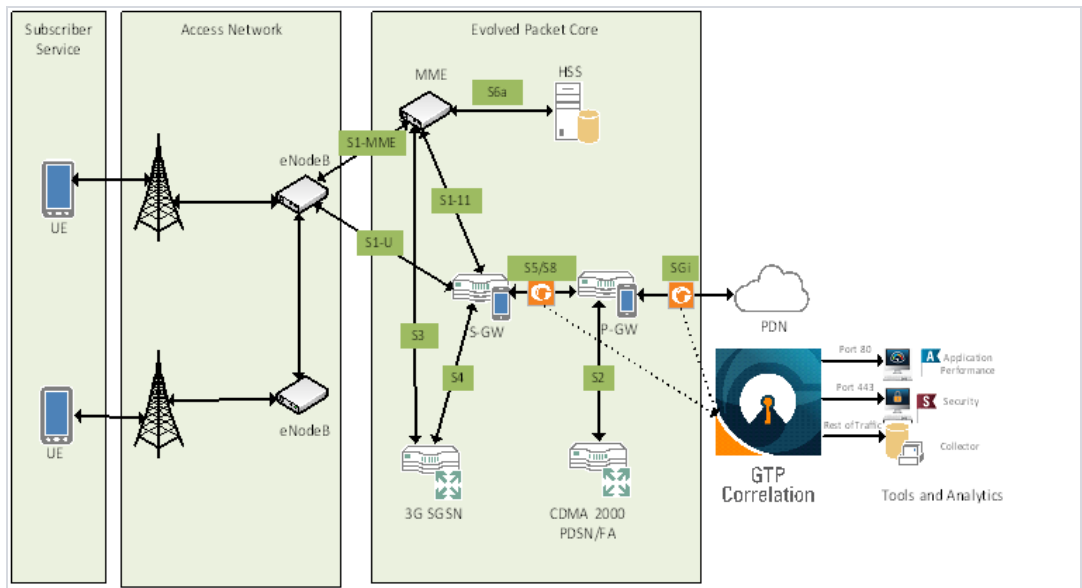 Subscriber
Service
Access Network
Evolved Packet Core
MME
HSS
S6a
S1-MME
eNodeB
S1-11
UE
S1-U
S5/S8
SGi
S-GW
P-GW
PDN
S3
S4
S2
Port 80
A
Application
Performance
Port 443
S
Security
Rest of Traffic
Collector
UE
eNodeB
GTP
Correlation
Tools and Analytics
3G SGSN
CDMA 2000
PDSN/FA